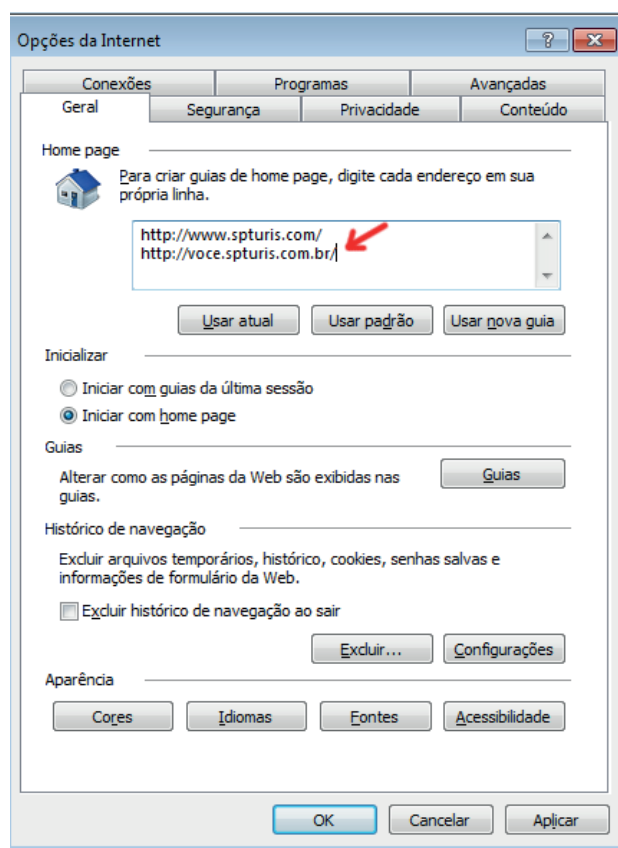 Opções da Internet
Conexões Programas Avançadas
Geral Segurança Privacidade Conteúdo
Home page
Para criar guias de home page, digite cada endereço em sua
própria linha.
http://www.spturis.com/
http://voce.spturis.com.br/
Usar atual Usar padrão Usar nova guia
Inicializar
Iniciar com guias da última sessão
Iniciar com home page
Guias
Alterar como as páginas da Web são exibidas nas
guias.
Guias
Histórico de navegação
Excluir arquivos temporários, histórico, cookies, senhas salvas e
informações de formulário da Web.
Excluir histórico de navegação ao sair
Excluir... Configurações
Aparência
Cores Idiomas Fontes Acessibilidade
OK Cancelar Aplicar